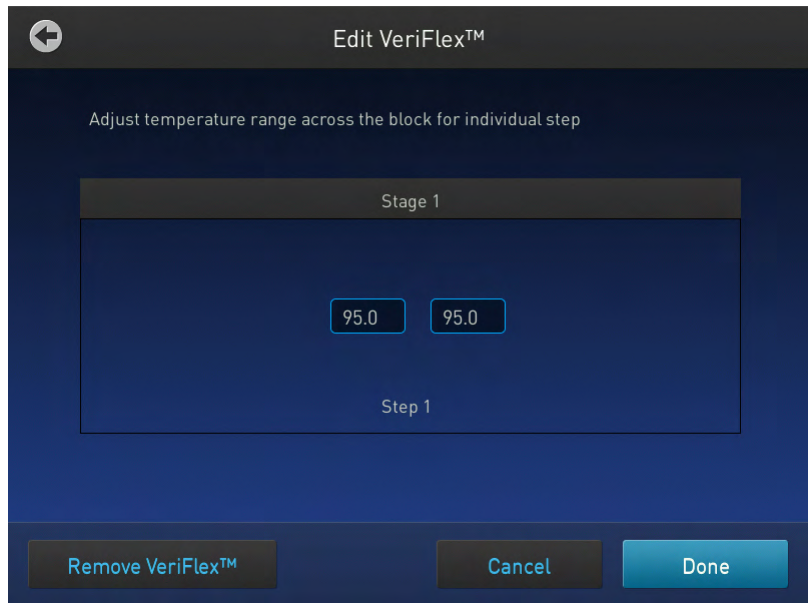 Edit VeriFlex™
Adjust temperature range across the block for individual step
Stage 1
95.0 95.0
Step 1
Remove VeriFlex™ Cancel Done